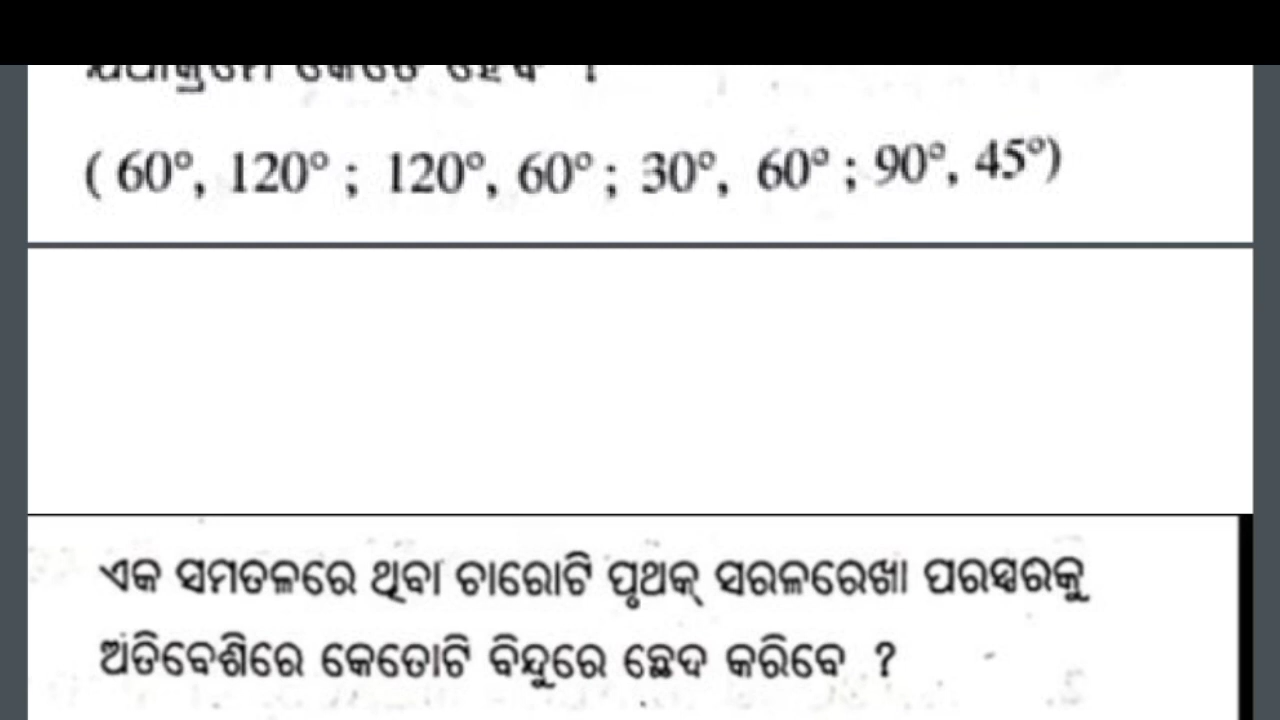 ( 60°, 120° ; 120°, 60° ; 30°, 60° ; 90°, 45°)
ଏକ ସମତଳରେ ଥିବା ଚାରୋଟି ପୃଥକ୍ ସରଳରେଖା ପରସ୍ପରକୁ
ଅତିବେଶିରେ କେତୋଟି ବିନ୍ଦୁରେ ଛେଦ କରିବେ ?